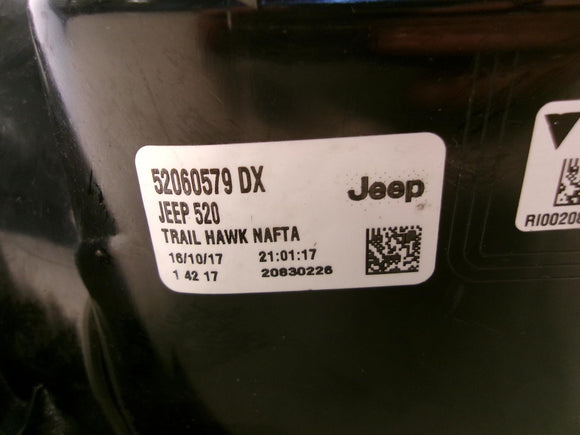 52060579 DX
Jeep
JEEP 520
TRAIL HAWK NAFTA
16/10/17 21:01:17
1 42 17 20830226
RI00208